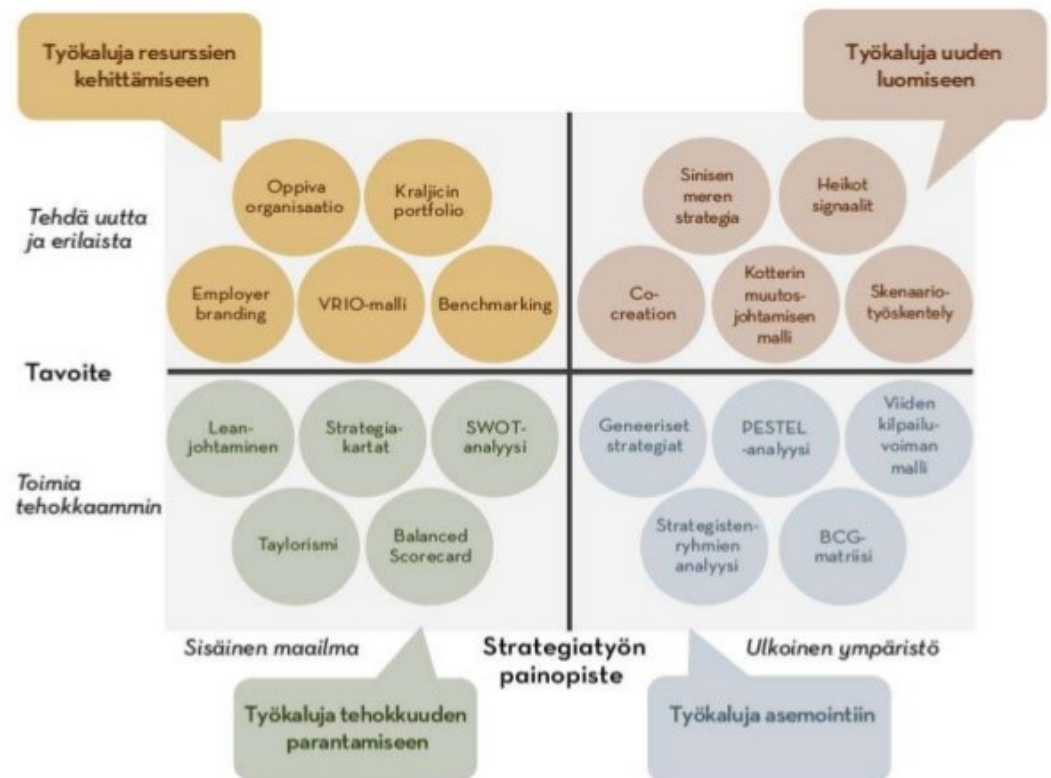 Työkaluja resurssien
kehittämiseen
Työkaluja uuden
luomiseen
Tehdä uutta
ja erilaista
Oppiva
organisaatio
Kraljicin
portfolio
Employer
branding
VRIO-malli
Benchmarking
Sinisen
meren
strategia
Heikot
signaalit
Co-
creation
Kotterin
muutos-
johtamisen
malli
Skenaario-
työskentely
Tavoite
Toimia
tehokkaammin
Lean-
johtaminen
Strategia-
kartat
SWOT-
analyysi
Taylorismi
Balanced
Scorecard
Geneeriset
strategiat
PESTEL
-analyysi
Viiden
kilpailu-
voiman
malli
Strategisten-
ryhmien
analyysi
BCG-
matriisi
Sisäinen maailma
Strategiatyön
painopiste
Ulkoinen ympäristö
Työkaluja tehokkuuden
parantamiseen
Työkaluja asemointiin